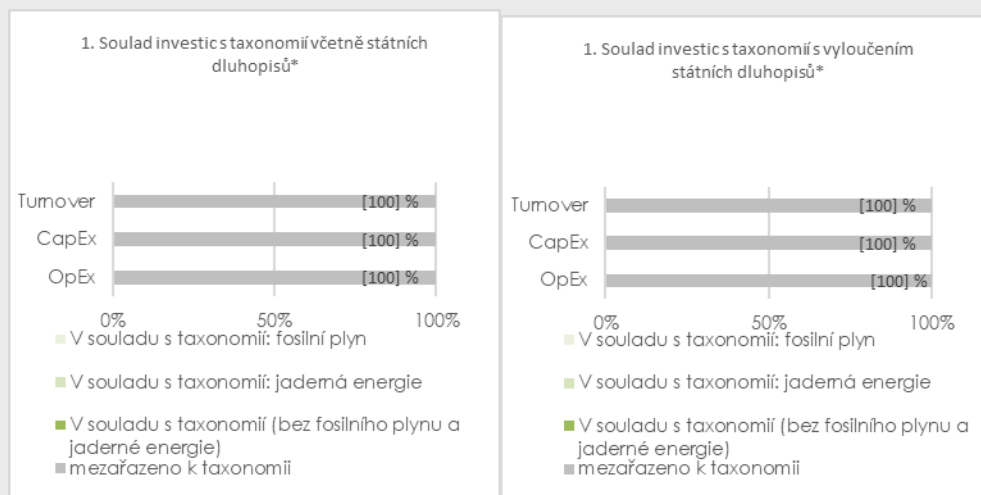 1. Soulad investic s taxonomií včetně státních
dluhopisů*
Turnover
[100] %
CapEx
[100] %
OpEx
[100] %
0%
50%
100%
V souladu s taxonomií: fosilní plyn
V souladu s taxonomií: jaderná energie
V souladu s taxonomií (bez fosilního plynu a
jaderné energie)
mezařazeno k taxonomii
1. Soulad investic s taxonomií s vyloučením
státních dluhopisů*
Turnover
[100] %
CapEx
[100] %
OpEx
[100] %
0%
50%
100%
V souladu s taxonomií: fosilní plyn
V souladu s taxonomií: jaderná energie
V souladu s taxonomií (bez fosilního plynu a
jaderné energie)
mezařazeno k taxonomii